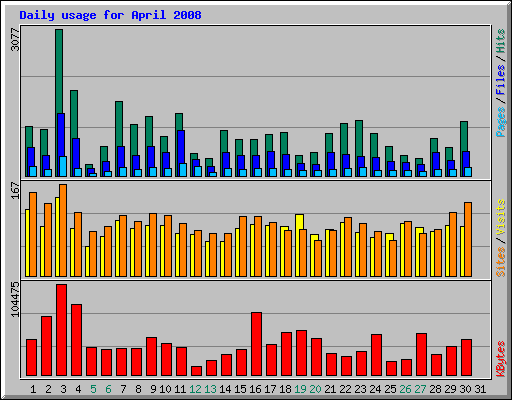 Daily usage for April 2008
3077
Pages / Files / Hits
167
Sites / Visits
104475
KBytes
1 2 3 4 5 6 7 8 9 10 11 12 13 14 15 16 17 18 19 20 21 22 23 24 25 26 27 28 29 30 31